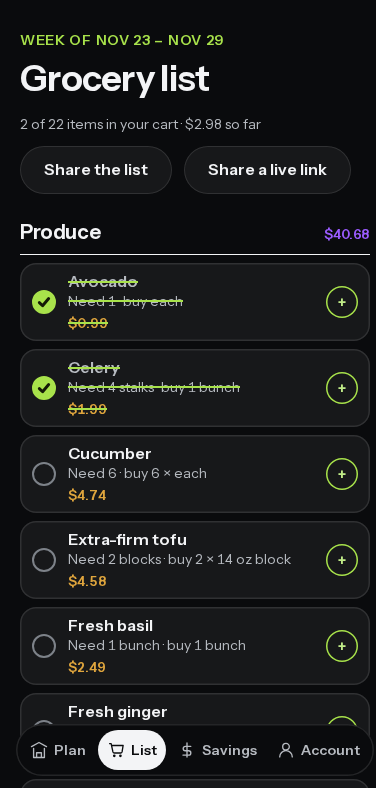 WEEK OF NOV 23 – NOV 29
Grocery list
2 of 22 items in your cart · $2.98 so far
Share the list
Share a live link
Produce
$40.68
Avocado
Need 1 · buy each
$0.99
+
Celery
Need 4 stalks · buy 1 bunch
$1.99
+
Cucumber
Need 6 · buy 6 × each
$4.74
+
Extra-firm tofu
Need 2 blocks · buy 2 × 14 oz block
$4.58
+
Fresh basil
Need 1 bunch · buy 1 bunch
$2.49
+
Fresh ginger
Plan
List
Savings
Account